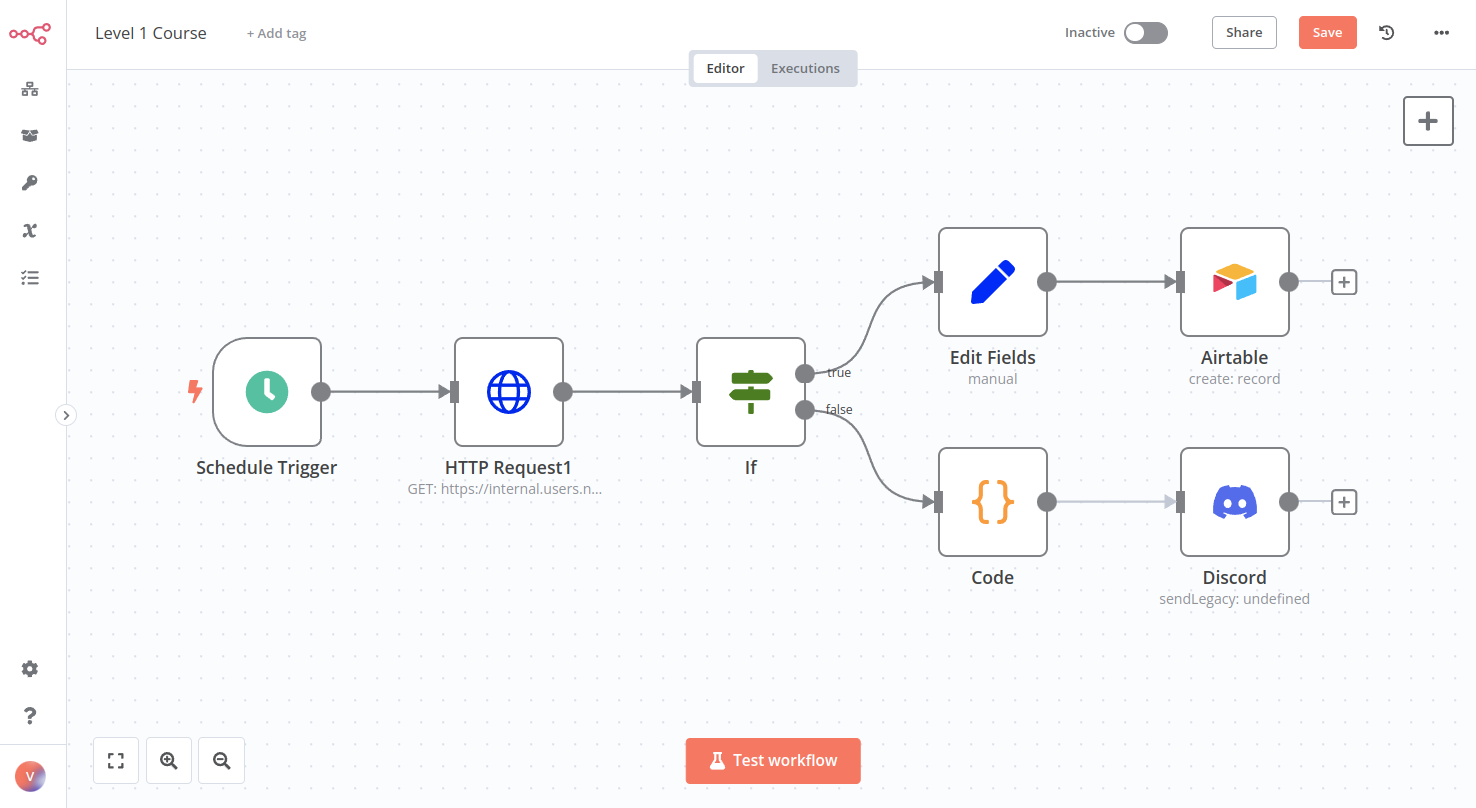 Level 1 Course
+ Add tag
Inactive
Share
Save
Editor
Executions
true
false
Edit Fields
manual
Airtable
create: record
Schedule Trigger
HTTP Request1
GET: https://internal.users.n...
If
Code
Discord
sendLegacy: undefined
Test workflow
V